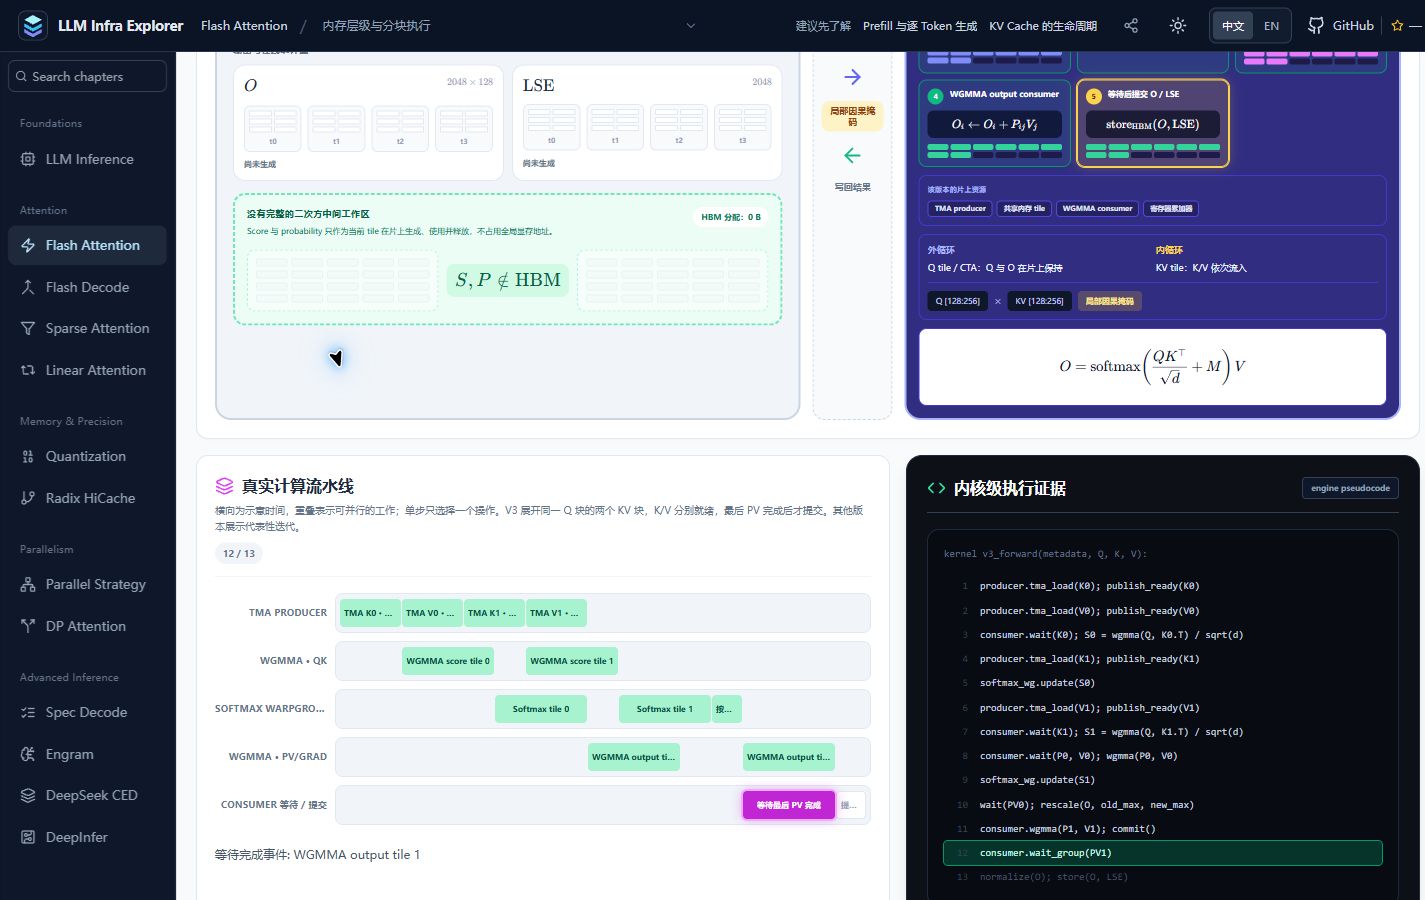 LLM Infra Explorer
Flash Attention / 内存层级与分块执行
建议先了解 Prefill 与逐 Token 生成 KV Cache 的生命周期
中文 EN GitHub
Search chapters
Foundations
LLM Inference
Attention
Flash Attention
Flash Decode
Sparse Attention
Linear Attention
Memory & Precision
Quantization
Radix HiCache
Parallelism
Parallel Strategy
DP Attention
Advanced Inference
Spec Decode
Engram
DeepSeek CED
DeepInfer
O 2048 × 128
t0 t1 t2 t3
尚未生成
LSE 2048
t0 t1 t2 t3
尚未生成
没有完整的二次方中间工作区
HBM 分配：0 B
Score 与 probability 只作为当前 tile 在片上生成、使用并释放，不占用全局显存地址。
S, P ∉ HBM
局部因果掩
码
写回结果
4 WGMMA output consumer
O_i ← O_i + P_{ij}V_j
5 等待后提交 O / LSE
store_HBM(O, LSE)
该版本的片上资源
TMA producer 共享内存 tile WGMMA consumer 寄存器累加器
外循环
Q tile / CTA：Q 与 O 在片上保持
内循环
KV tile：K/V 依次流入
Q [128:256] × KV [128:256] 局部因果掩码
O = softmax(QK⊤/√d + M) V
真实计算流水线
横向为示意时间，重叠表示可并行的工作；单步只选择一个操作。V3 展开同一 Q 块的两个 KV 块，K/V 分别就绪，最后 PV 完成后才提交。其他版
本展示代表性迭代。
12 / 13
TMA PRODUCER TMA K0 • ... TMA V0 • ... TMA K1 • ... TMA V1 • ...
WGMMA • QK WGMMA score tile 0 WGMMA score tile 1
SOFTMAX WARPGRO... Softmax tile 0 Softmax tile 1 按...
WGMMA • PV/GRAD WGMMA output ti... WGMMA output ti...
CONSUMER 等待 / 提交 等待最后 PV 完成 提...
等待完成事件: WGMMA output tile 1
内核级执行证据
engine pseudocode
kernel v3_forward(metadata, Q, K, V):
1 producer.tma_load(K0); publish_ready(K0)
2 producer.tma_load(V0); publish_ready(V0)
3 consumer.wait(K0); S0 = wgmma(Q, K0.T) / sqrt(d)
4 producer.tma_load(K1); publish_ready(K1)
5 softmax_wg.update(S0)
6 producer.tma_load(V1); publish_ready(V1)
7 consumer.wait(K1); S1 = wgmma(Q, K1.T) / sqrt(d)
8 consumer.wait(P0, V0); wgmma(P0, V0)
9 softmax_wg.update(S1)
10 wait(PV0); rescale(O, old_max, new_max)
11 consumer.wgmma(P1, V1); commit()
12 consumer.wait_group(PV1)
13 normalize(O); store(O, LSE)